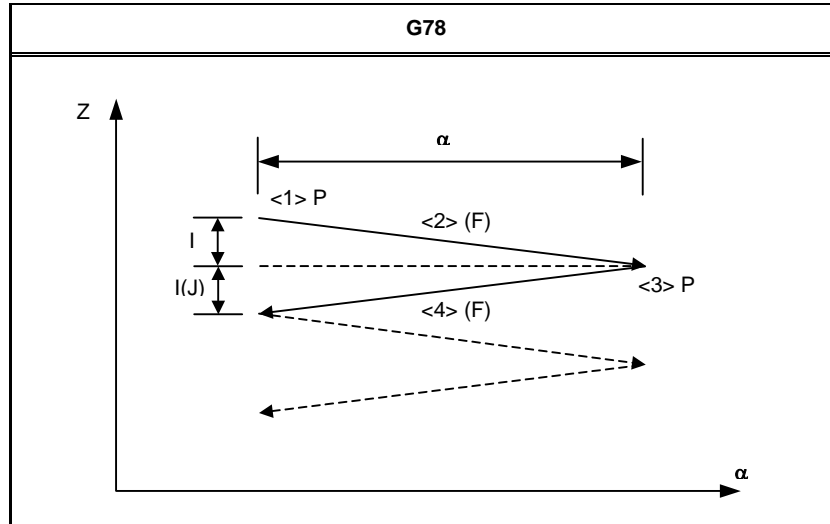 G78
Z
α
<1> P
<2> (F)
I
I(J)
<3> P
<4> (F)
α